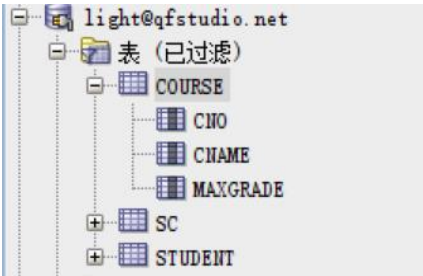 light@qfstudio.net
表 (已过滤)
COURSE
CNO
CNAME
MAXGRADE
SC
STUDENT